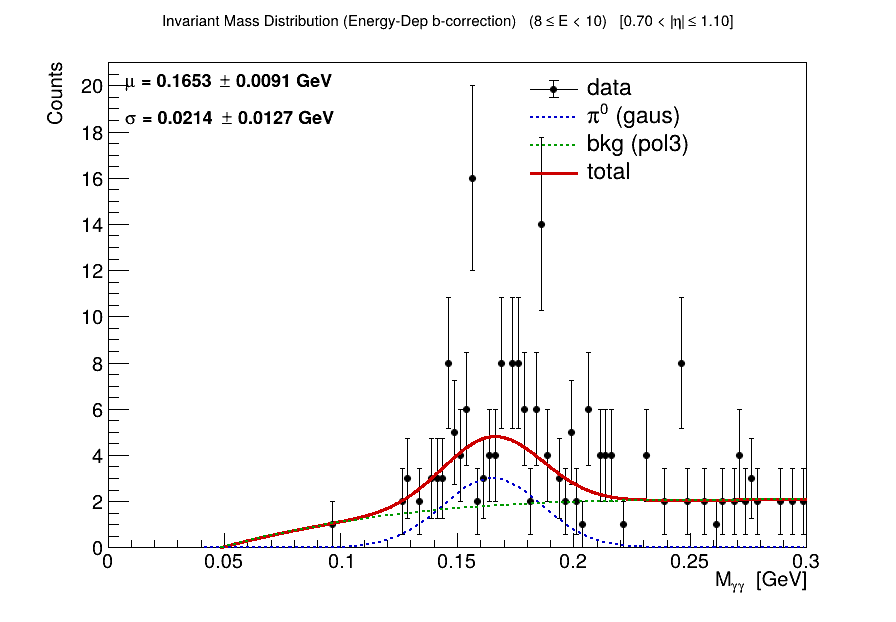 Invariant Mass Distribution (Energy-Dep b-correction) (8 ≤ E < 10) [0.70 < |η| ≤ 1.10]
Counts
μ = 0.1653 ± 0.0091 GeV
σ = 0.0214 ± 0.0127 GeV
data
π⁰ (gaus)
bkg (pol3)
total
20
18
16
14
12
10
8
6
4
2
0
0 0.05 0.1 0.15 0.2 0.25 0.3
Mγγ [GeV]